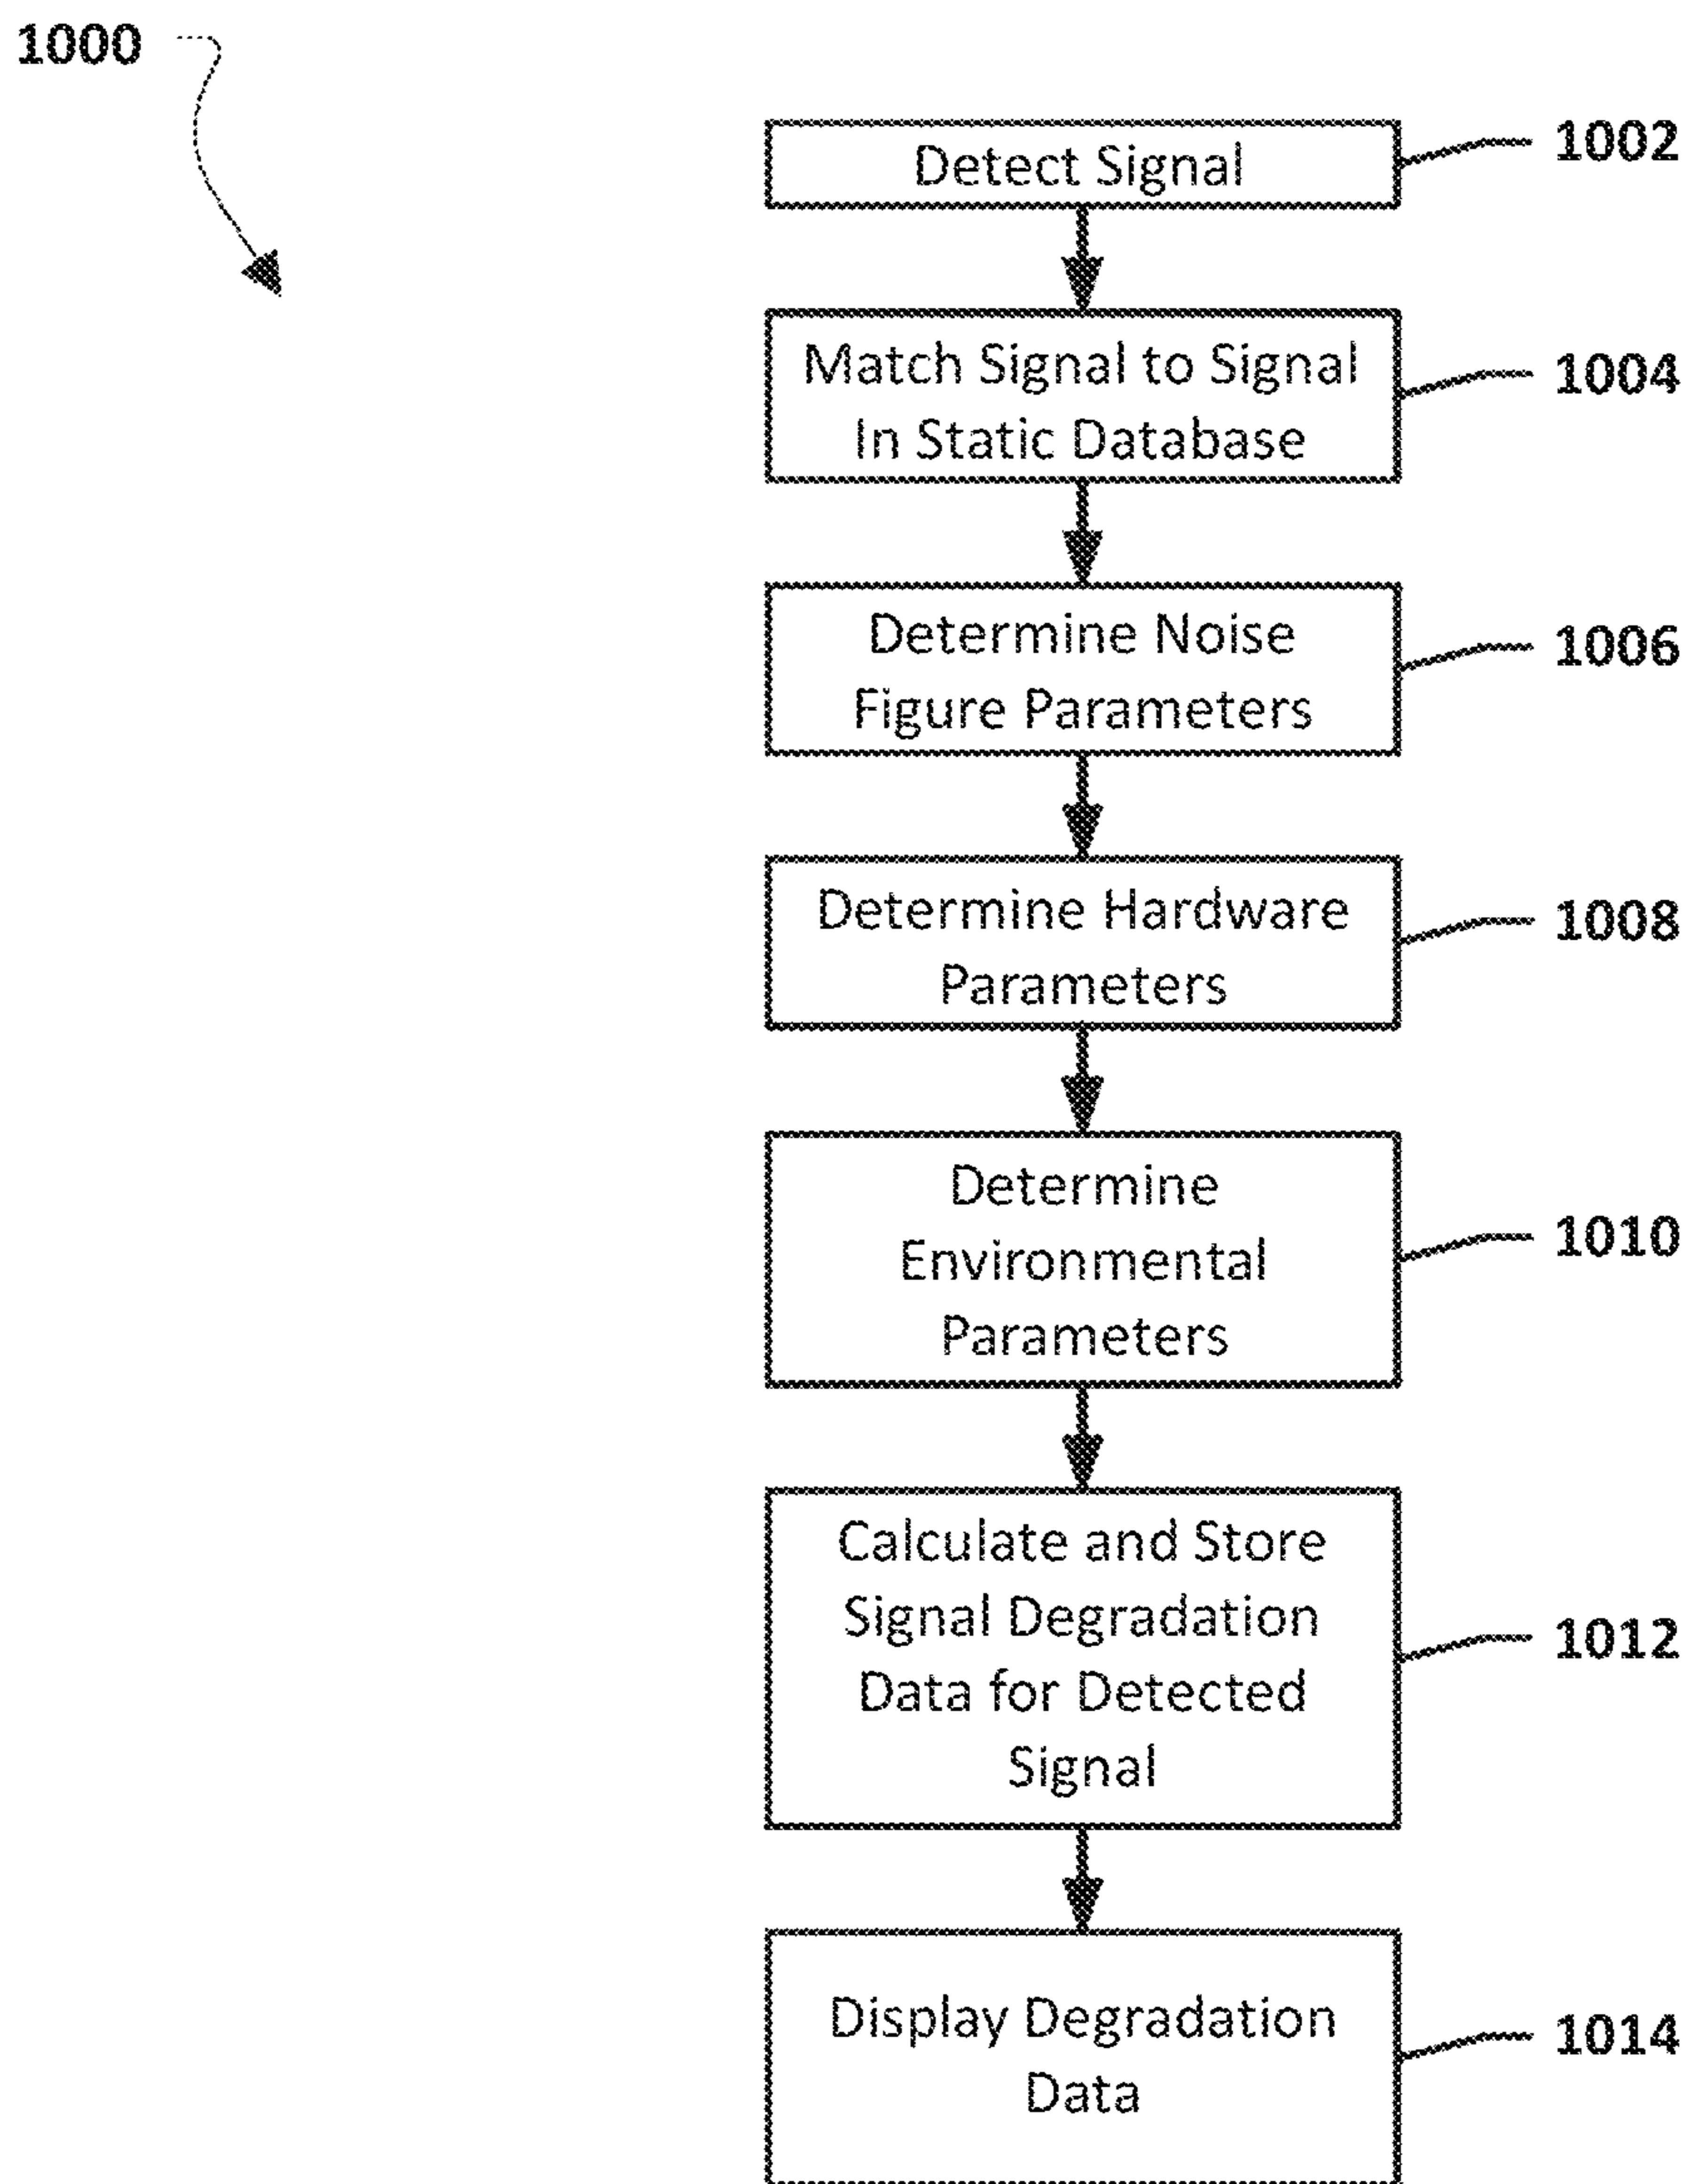 1000
Detect Signal
1002
Match Signal to Signal
In Static Database
1004
Determine Noise
Figure Parameters
1006
Determine Hardware
Parameters
1008
Determine
Environmental
Parameters
1010
Calculate and Store
Signal Degradation
Data for Detected
Signal
1012
Display Degradation
Data
1014